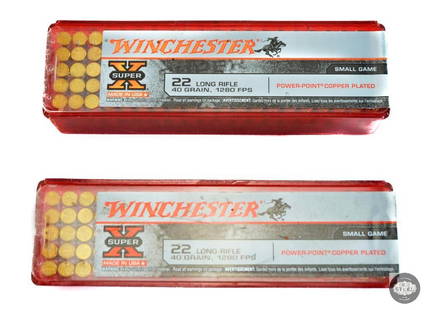 WINCHESTER
SMALL GAME
X
SUPER
22 LONG RIFLE
40 GRAIN, 1280 FPS
POWER-POINT® COPPER PLATED
MADE IN USA
WINCHESTER
SMALL GAME
X
SUPER
22 LONG RIFLE
40 GRAIN, 1280 FPS
POWER-POINT® COPPER PLATED
MADE IN USA